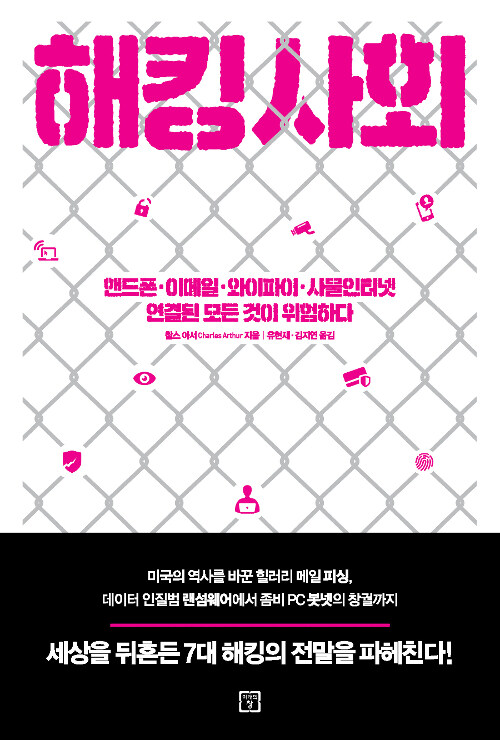 해킹사회
핸드폰·이메일·와이파이·사물인터넷
연결된 모든 것이 위험하다
찰스 아서 Charles Arthur 지음 | 유현재·김지연 옮김
미국의 역사를 바꾼 힐러리 메일 피싱,
데이터 인질범 랜섬웨어에서 좀비 PC 봇넷의 창궐까지
세상을 뒤흔든 7대 해킹의 전말을 파헤친다!
미래의
창